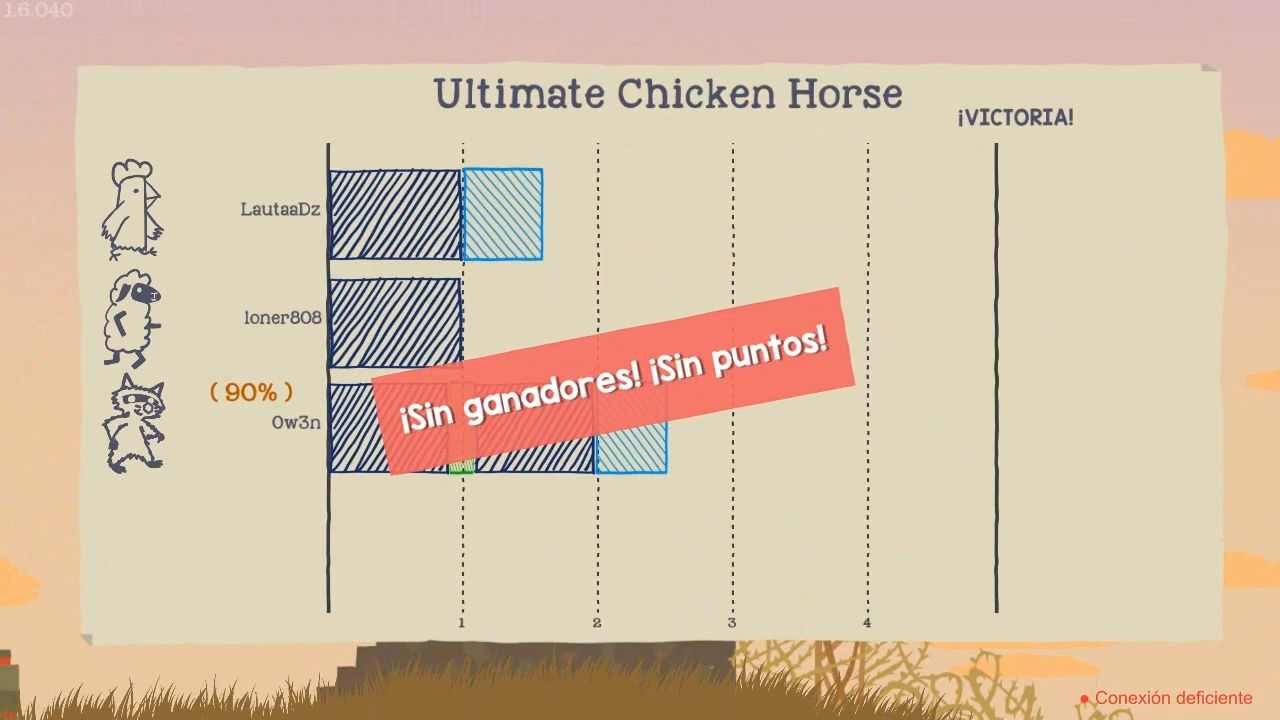 1.6.040
Ultimate Chicken Horse
¡VICTORIA!
LautaaDz
loner808
( 90% )
0w3n
¡Sin ganadores! ¡Sin puntos!
1 2 3 4
Conexión deficiente